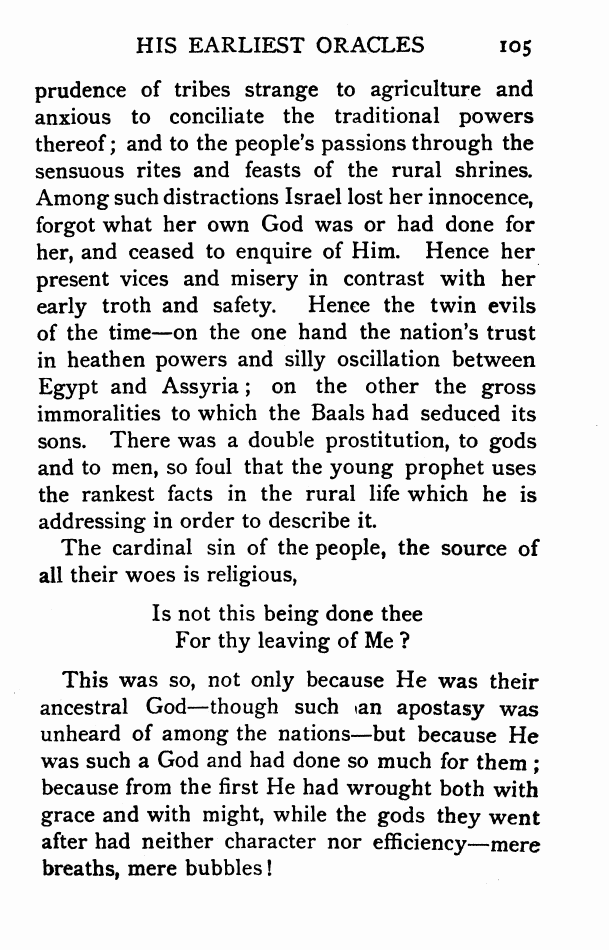 HIS EARLIEST ORACLES 105
prudence of tribes strange to agriculture and
anxious to conciliate the traditional powers
thereof; and to the people's passions through the
sensuous rites and feasts of the rural shrines.
Among such distractions Israel lost her innocence,
forgot what her own God was or had done for
her, and ceased to enquire of Him. Hence her
present vices and misery in contrast with her
early troth and safety. Hence the twin evils
of the time—on the one hand the nation's trust
in heathen powers and silly oscillation between
Egypt and Assyria; on the other the gross
immoralities to which the Baals had seduced its
sons. There was a double prostitution, to gods
and to men, so foul that the young prophet uses
the rankest facts in the rural life which he is
addressing in order to describe it.
The cardinal sin of the people, the source of
all their woes is religious,
Is not this being done thee
For thy leaving of Me?
This was so, not only because He was their
ancestral God—though such an apostasy was
unheard of among the nations—but because He
was such a God and had done so much for them;
because from the first He had wrought both with
grace and with might, while the gods they went
after had neither character nor efficiency—mere
breaths, mere bubbles!